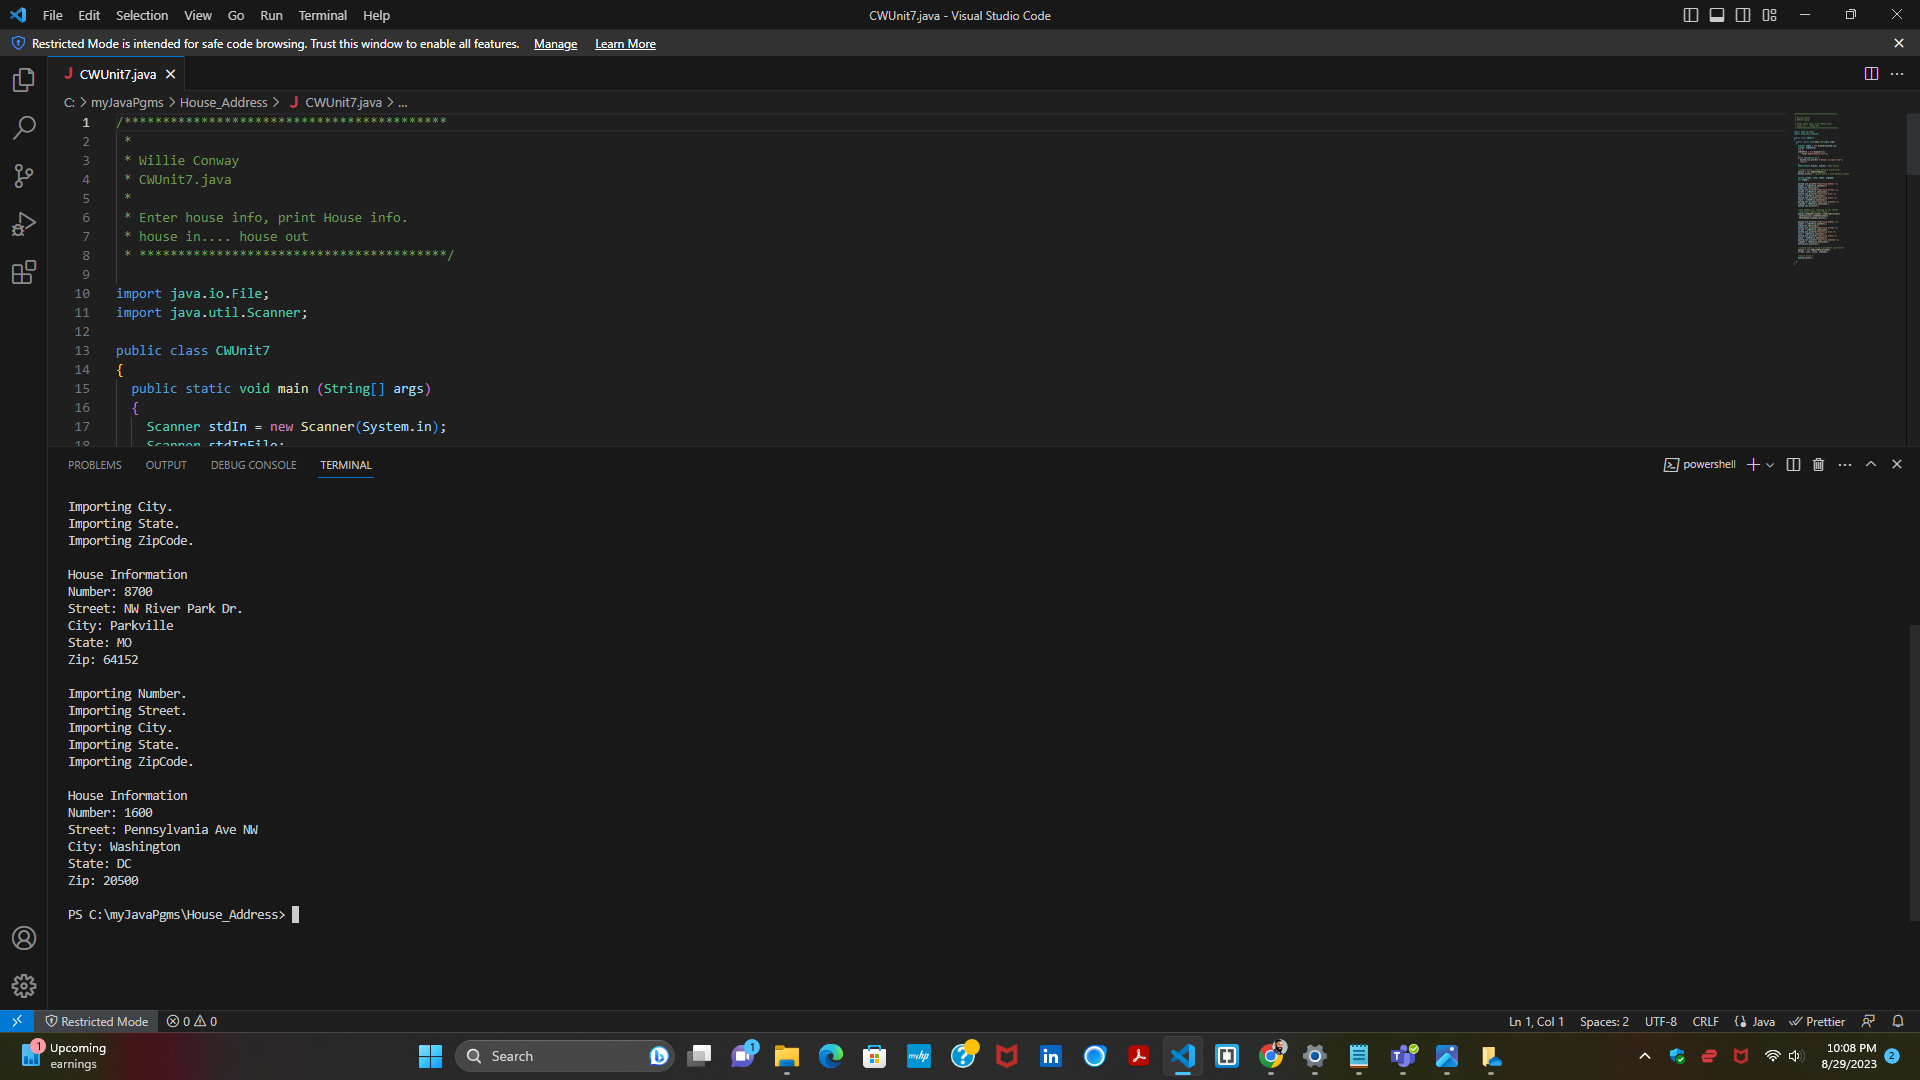 File Edit Selection View Go Run Terminal Help
CWUnit7.java - Visual Studio Code
Restricted Mode is intended for safe code browsing. Trust this window to enable all features. Manage Learn More
J CWUnit7.java
C: > myJavaPgms > House_Address > J CWUnit7.java > ...
1 /******************************************
2 *
3 * Willie Conway
4 * CWUnit7.java
5 *
6 * Enter house info, print House info.
7 * house in.... house out
8 * ****************************************/
9
10 import java.io.File;
11 import java.util.Scanner;
12
13 public class CWUnit7
14 {
15 public static void main (String[] args)
16 {
17 Scanner stdIn = new Scanner(System.in);
18 Scanner stdInFile;
PROBLEMS OUTPUT DEBUG CONSOLE TERMINAL
powershell
Importing City.
Importing State.
Importing ZipCode.
House Information
Number: 8700
Street: NW River Park Dr.
City: Parkville
State: MO
Zip: 64152
Importing Number.
Importing Street.
Importing City.
Importing State.
Importing ZipCode.
House Information
Number: 1600
Street: Pennsylvania Ave NW
City: Washington
State: DC
Zip: 20500
PS C:\myJavaPgms\House_Address>
Restricted Mode 0 0
Ln 1, Col 1 Spaces: 2 UTF-8 CRLF Java Prettier
1 Upcoming
earnings
Search
myhp
1
10:08 PM
8/29/2023
2